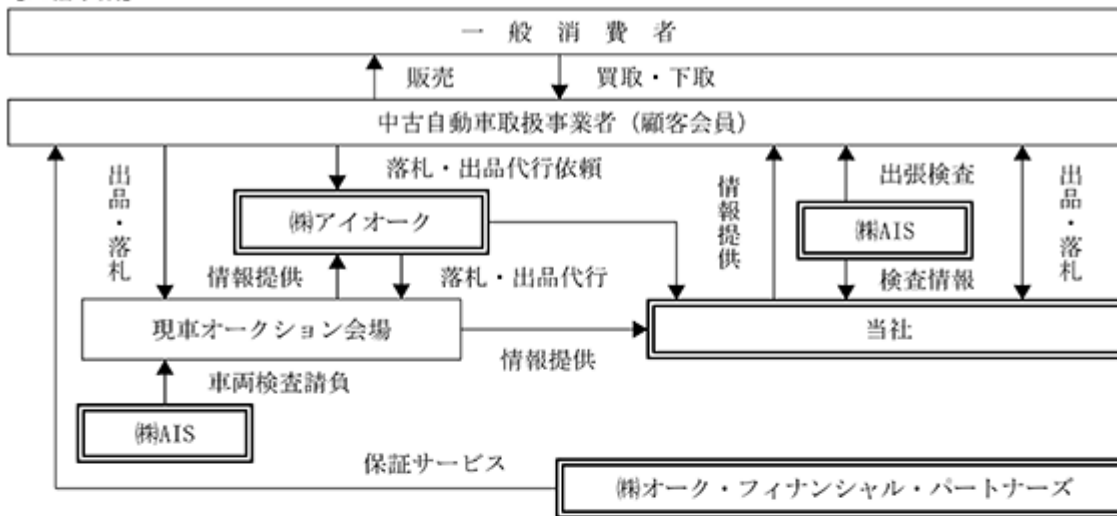 一般消費者
販売
買取・下取
中古自動車取扱事業者（顧客会員）
出品・落札
落札・出品代行依頼
情報提供
出張検査
出品・落札
㈱アイオーク
㈱AIS
情報提供
落札・出品代行
検査情報
現車オークション会場
当社
情報提供
車両検査請負
㈱AIS
保証サービス
㈱オーク・フィナンシャル・パートナーズ